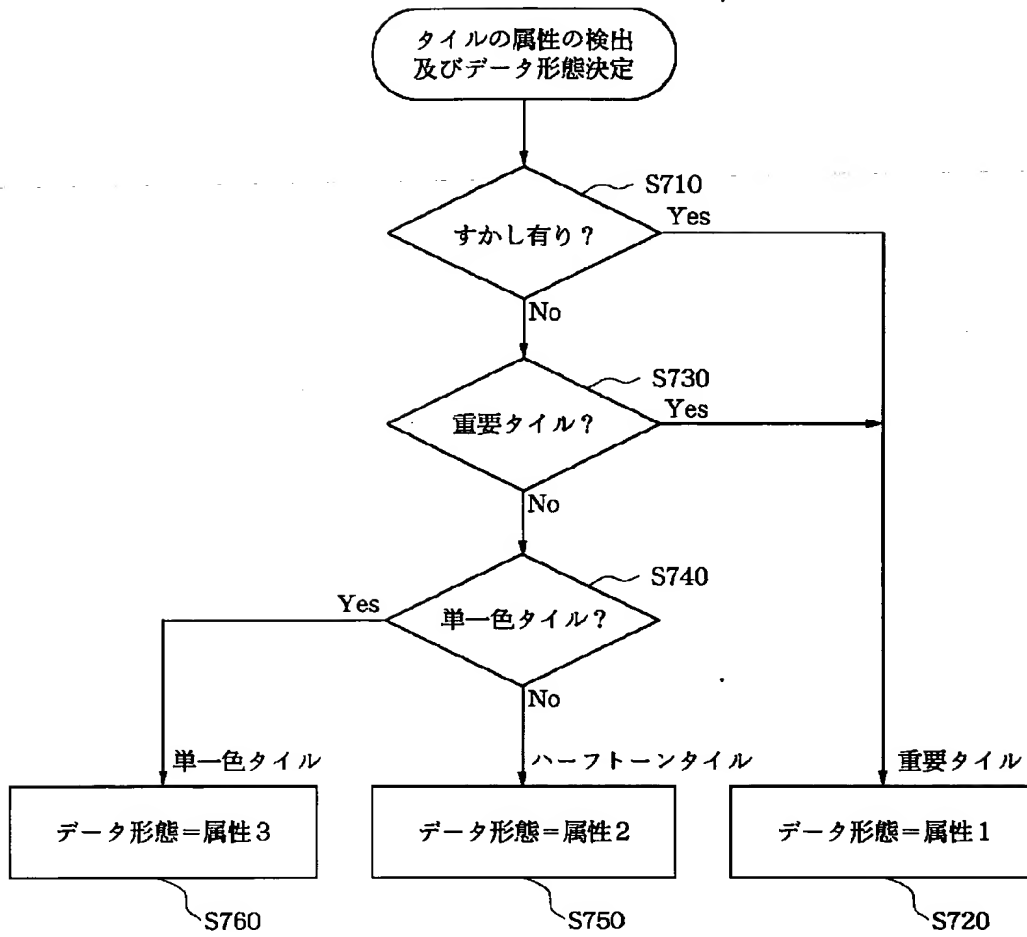 タイルの属性の検出
及びデータ形態決定
S710
Yes
すかし有り?
No
S730
Yes
重要タイル?
No
S740
Yes
単一色タイル?
No
単一色タイル
ハーフトーンタイル
重要タイル
データ形態=属性3
データ形態=属性2
データ形態=属性1
S760
S750
S720